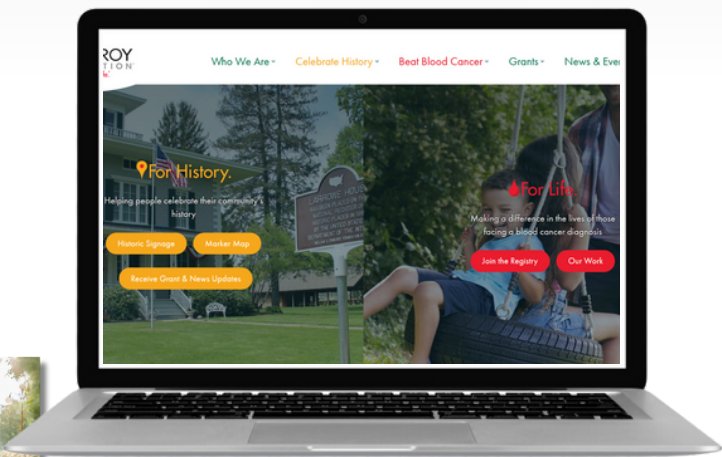 ROY
TION
Who We Are
Celebrate History
Beat Blood Cancer
Grants
News & Eve
For History.
Helping people celebrate their community's
history
Historic Signage
Marker Map
Receive Grant & News Updates
For Life.
Making a difference in the lives of those
facing a blood cancer diagnosis
Join the Registry
Our Work